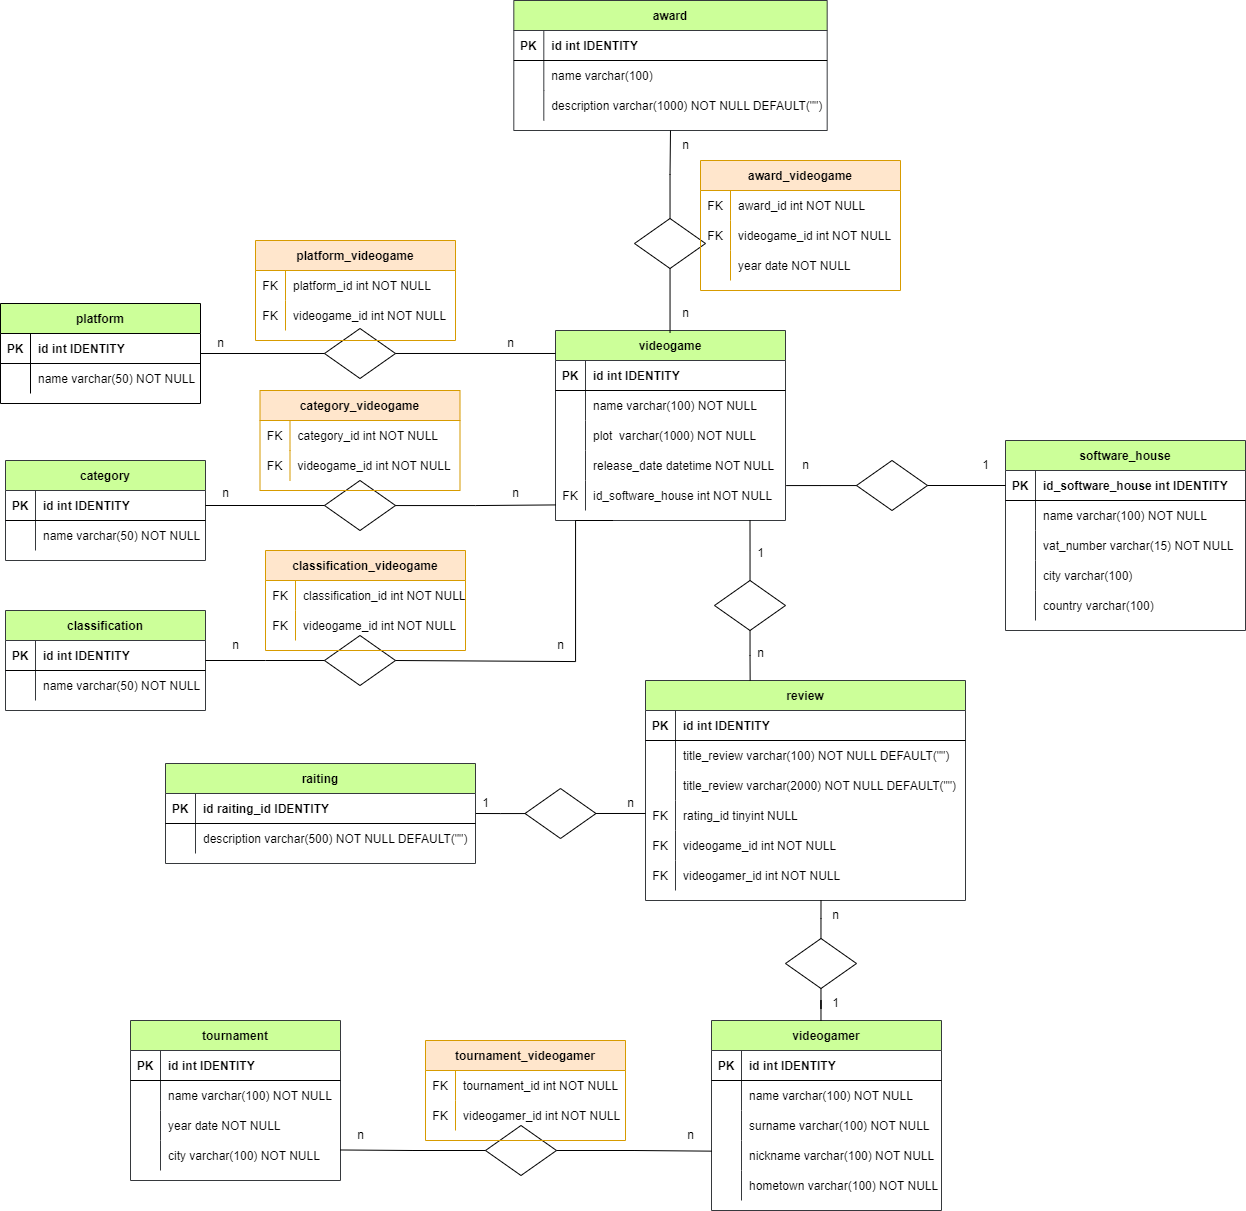 award
PK id int IDENTITY
name varchar(100)
description varchar(1000) NOT NULL DEFAULT("")
n
award_videogame
FK award_id int NOT NULL
FK videogame_id int NOT NULL
year date NOT NULL
n
platform_videogame
FK platform_id int NOT NULL
FK videogame_id int NOT NULL
platform
PK id int IDENTITY
name varchar(50) NOT NULL
n
n
videogame
PK id int IDENTITY
name varchar(100) NOT NULL
plot varchar(1000) NOT NULL
release_date datetime NOT NULL
FK id_software_house int NOT NULL
category_videogame
FK category_id int NOT NULL
FK videogame_id int NOT NULL
category
PK id int IDENTITY
name varchar(50) NOT NULL
n
n
n
1
software_house
PK id_software_house int IDENTITY
name varchar(100) NOT NULL
vat_number varchar(15) NOT NULL
city varchar(100)
country varchar(100)
classification_videogame
FK classification_id int NOT NULL
FK videogame_id int NOT NULL
classification
PK id int IDENTITY
name varchar(50) NOT NULL
n
n
1
n
review
PK id int IDENTITY
title_review varchar(100) NOT NULL DEFAULT("")
title_review varchar(2000) NOT NULL DEFAULT("")
FK rating_id tinyint NULL
FK videogame_id int NOT NULL
FK videogamer_id int NOT NULL
raiting
PK id raiting_id IDENTITY
description varchar(500) NOT NULL DEFAULT("")
1
n
n
1
tournament
PK id int IDENTITY
name varchar(100) NOT NULL
year date NOT NULL
city varchar(100) NOT NULL
tournament_videogamer
FK tournament_id int NOT NULL
FK videogamer_id int NOT NULL
n
n
videogamer
PK id int IDENTITY
name varchar(100) NOT NULL
surname varchar(100) NOT NULL
nickname varchar(100) NOT NULL
hometown varchar(100) NOT NULL